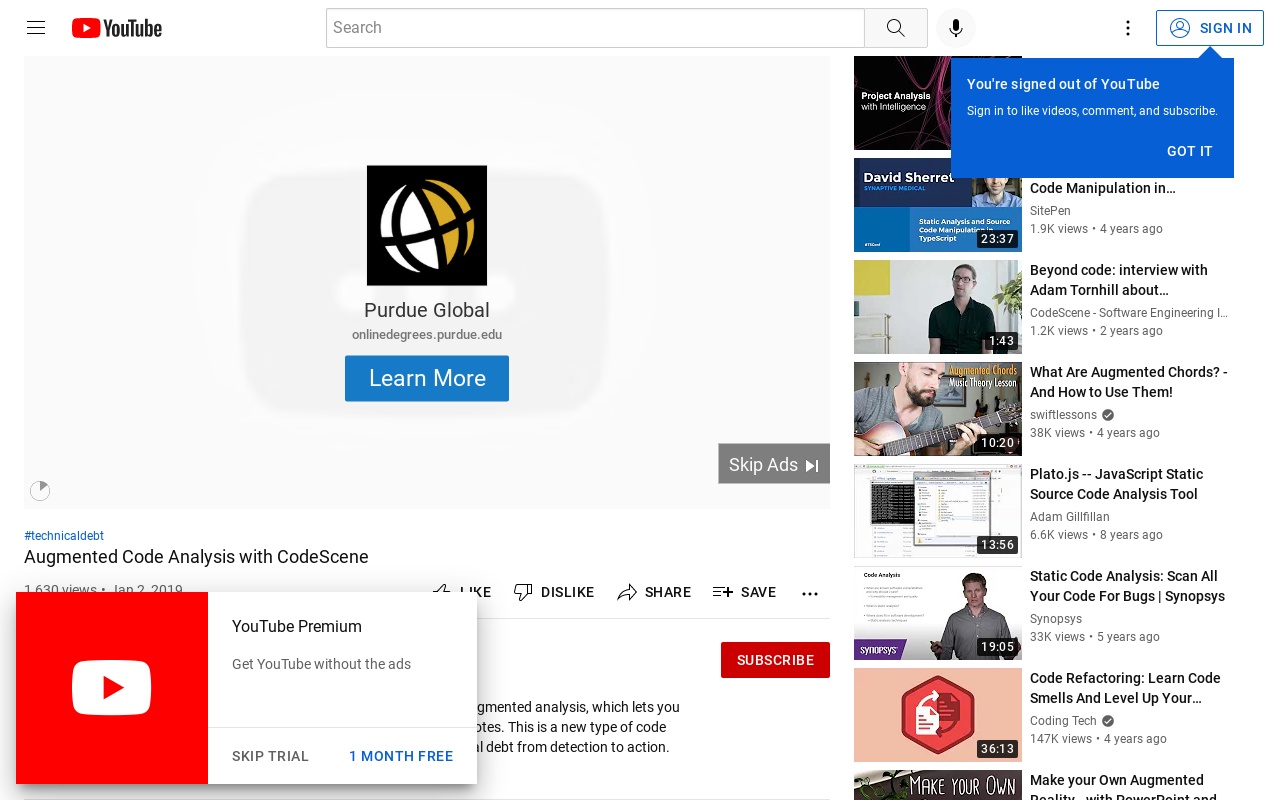 YouTube
Search
SIGN IN
You're signed out of YouTube
Sign in to like videos, comment, and subscribe.
GOT IT
Purdue Global
onlinedegrees.purdue.edu
Learn More
Skip Ads
#technicaldebt
Augmented Code Analysis with CodeScene
1,630 views • Jan 2, 2019
LIKE
DISLIKE
SHARE
SAVE
YouTube Premium
Get YouTube without the ads
SKIP TRIAL
1 MONTH FREE
SUBSCRIBE
gmented analysis, which lets you
otes. This is a new type of code
al debt from detection to action.
Project Analysis
with Intelligence
David Sherret
SYNAPTIVE MEDICAL
Static Analysis and Source
Code Manipulation in
TypeScript
23:37
Code Manipulation in…
SitePen
1.9K views • 4 years ago
1:43
Beyond code: interview with
Adam Tornhill about…
CodeScene - Software Engineering I…
1.2K views • 2 years ago
Augmented Chords
Music Theory Lesson
10:20
What Are Augmented Chords? -
And How to Use Them!
swiftlessons
38K views • 4 years ago
13:56
Plato.js -- JavaScript Static
Source Code Analysis Tool
Adam Gillfillan
6.6K views • 8 years ago
Code Analysis
SYNOPSYS
19:05
Static Code Analysis: Scan All
Your Code For Bugs | Synopsys
Synopsys
33K views • 5 years ago
36:13
Code Refactoring: Learn Code
Smells And Level Up Your…
Coding Tech
147K views • 4 years ago
MAKE YOUR OWN
Make your Own Augmented
Reality - with PowerPoint and